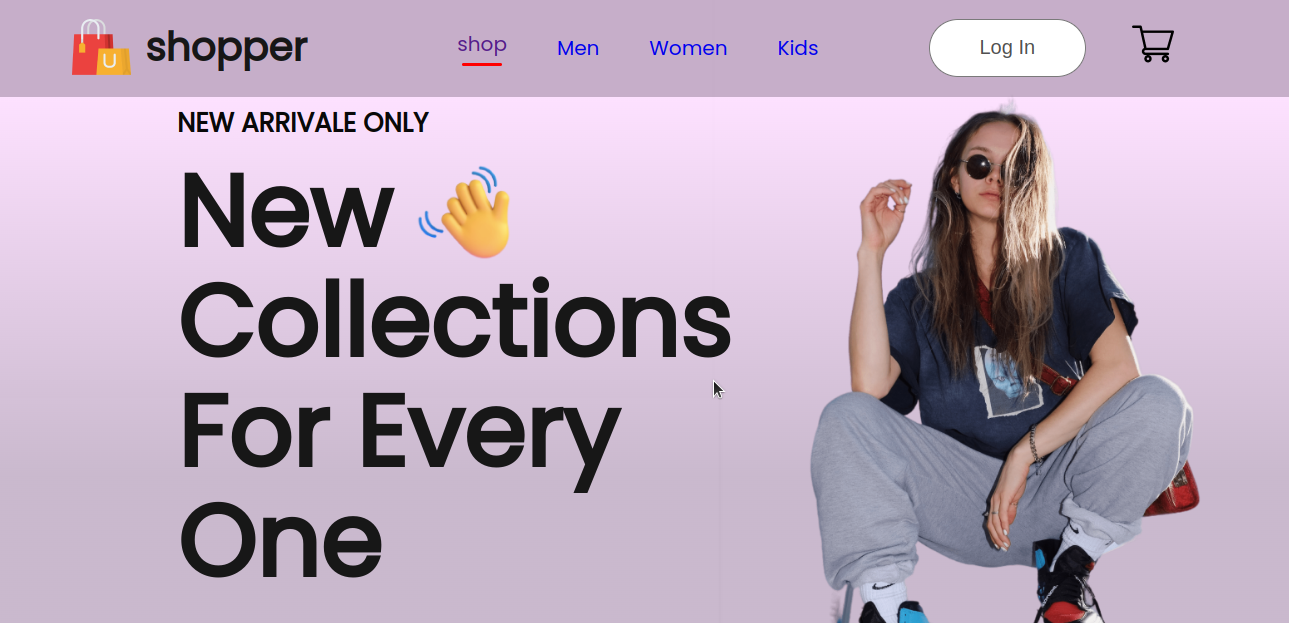 shopper
shop
Men
Women
Kids
Log In
NEW ARRIVALE ONLY
New 👋
Collections
For Every
One